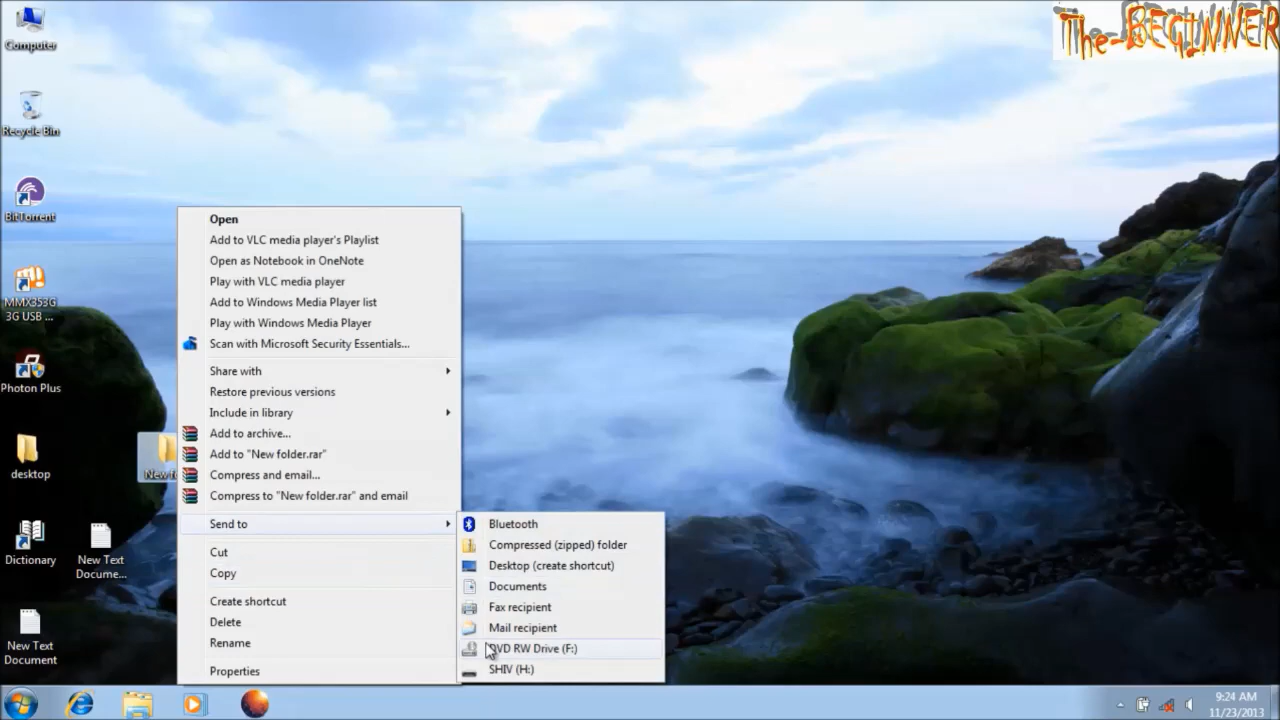 The-BEGINNER
Computer
Recycle Bin
BitTorrent
MMX353G
3G USB ...
Photon Plus
desktop
Dictionary
New Text
Docume...
New Text
Document
New f
Open
Add to VLC media player's Playlist
Open as Notebook in OneNote
Play with VLC media player
Add to Windows Media Player list
Play with Windows Media Player
Scan with Microsoft Security Essentials...
Share with
Restore previous versions
Include in library
Add to archive...
Add to "New folder.rar"
Compress and email...
Compress to "New folder.rar" and email
Send to
Cut
Copy
Create shortcut
Delete
Rename
Properties
Bluetooth
Compressed (zipped) folder
Desktop (create shortcut)
Documents
Fax recipient
Mail recipient
DVD RW Drive (F:)
SHIV (H:)
9:24 AM
11/23/2013